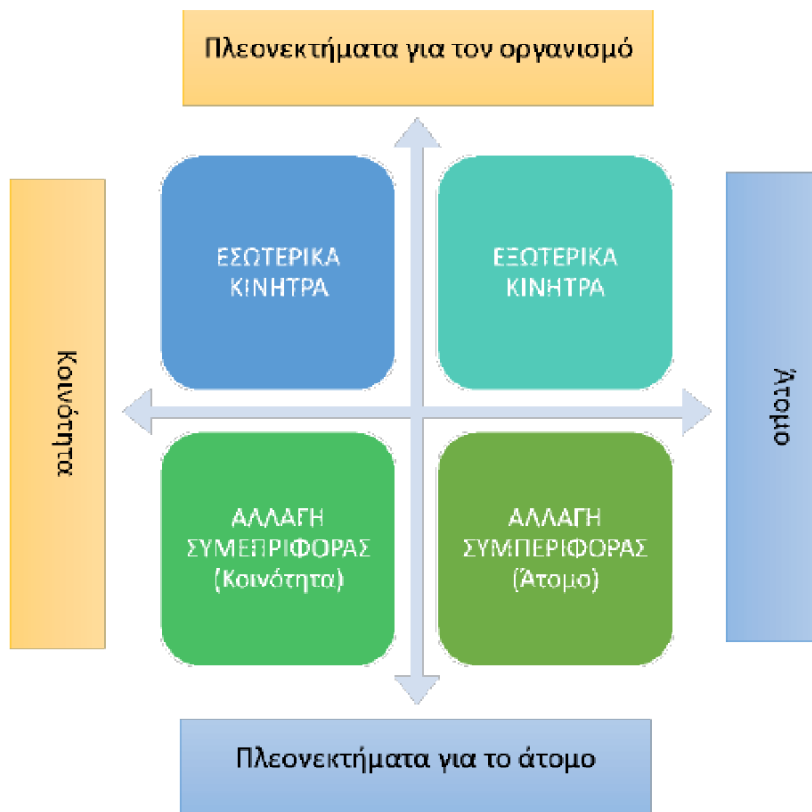 Πλεονεκτήματα για τον οργανισμό
ΕΣΩΤΕΡΙΚΑ
ΚΙΝΗΤΡΑ
ΕΞΩΤΕΡΙΚΑ
ΚΙΝΗΤΡΑ
Κοινότητα
Άτομο
ΑΛΛΑΓΗ
ΣΥΜΕΠΡΙΦΟΡΑΣ
(Κοινότητα)
ΑΛΛΑΓΗ
ΣΥΜΠΕΡΙΦΟΡΑΣ
(Άτομο)
Πλεονεκτήματα για το άτομο